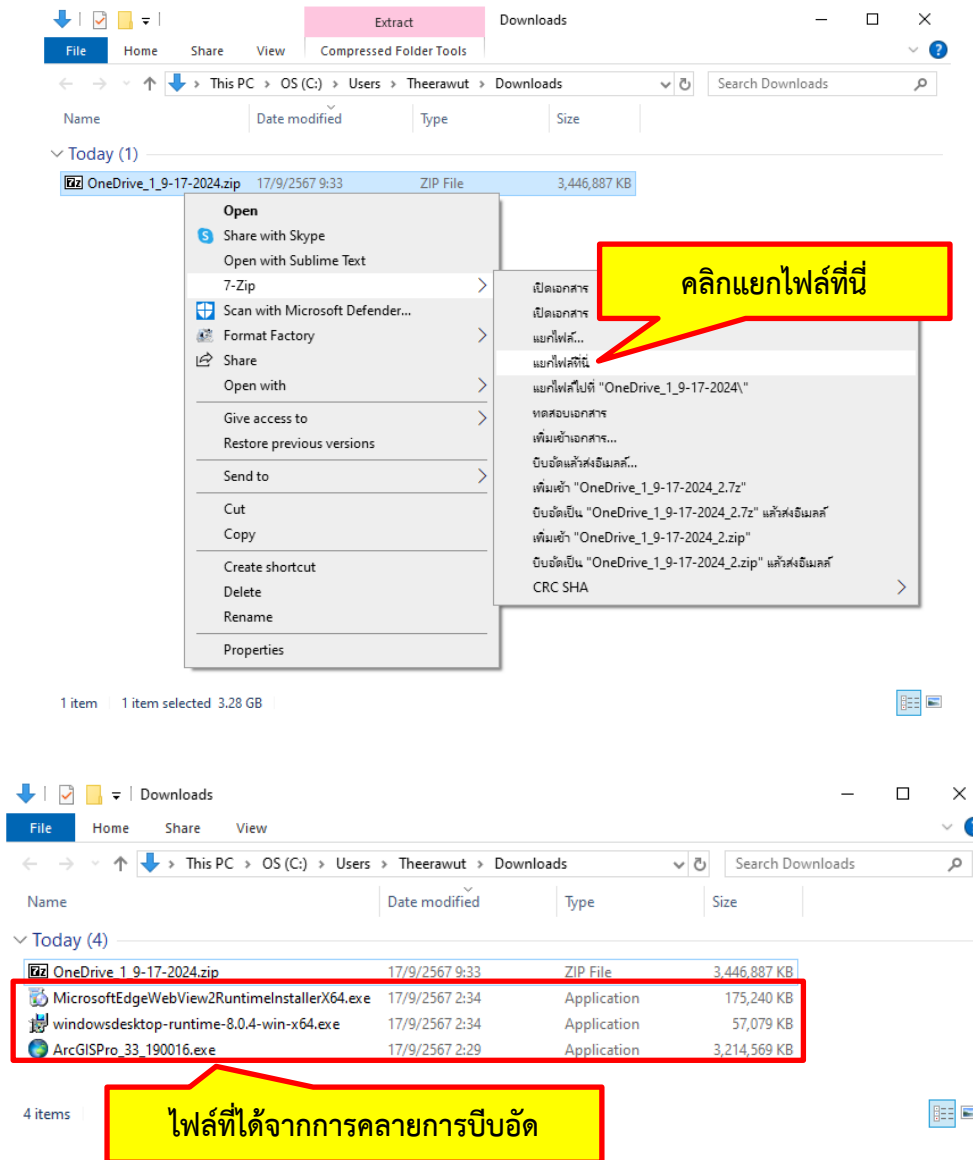 Extract Downloads
File Home Share View Compressed Folder Tools
This PC > OS (C:) > Users > Theerawut > Downloads Search Downloads
Name Date modified Type Size
Today (1)
OneDrive_1_9-17-2024.zip 17/9/2567 9:33 ZIP File 3,446,887 KB
Open
Share with Skype
Open with Sublime Text
7-Zip
Scan with Microsoft Defender...
Format Factory
Share
Open with
Give access to
Restore previous versions
Send to
Cut
Copy
Create shortcut
Delete
Rename
Properties
เปิดเอกสาร
เปิดเอกสาร
แยกไฟล์...
แยกไฟล์ที่นี่
แยกไฟล์ไปที่ "OneDrive_1_9-17-2024\"
ทดสอบเอกสาร
เพิ่มเข้าเอกสาร...
บีบอัดแล้วส่งอีเมลล์...
เพิ่มเข้า "OneDrive_1_9-17-2024_2.7z"
บีบอัดเป็น "OneDrive_1_9-17-2024_2.7z" แล้วส่งอีเมลล์
เพิ่มเข้า "OneDrive_1_9-17-2024_2.zip"
บีบอัดเป็น "OneDrive_1_9-17-2024_2.zip" แล้วส่งอีเมลล์
CRC SHA
คลิกแยกไฟล์ที่นี่
1 item 1 item selected 3.28 GB
Downloads
File Home Share View
This PC > OS (C:) > Users > Theerawut > Downloads Search Downloads
Name Date modified Type Size
Today (4)
OneDrive_1_9-17-2024.zip 17/9/2567 9:33 ZIP File 3,446,887 KB
MicrosoftEdgeWebView2RuntimeInstallerX64.exe 17/9/2567 2:34 Application 175,240 KB
windowsdesktop-runtime-8.0.4-win-x64.exe 17/9/2567 2:34 Application 57,079 KB
ArcGISPro_33_190016.exe 17/9/2567 2:29 Application 3,214,569 KB
4 items
ไฟล์ที่ได้จากการคลายการบีบอัด